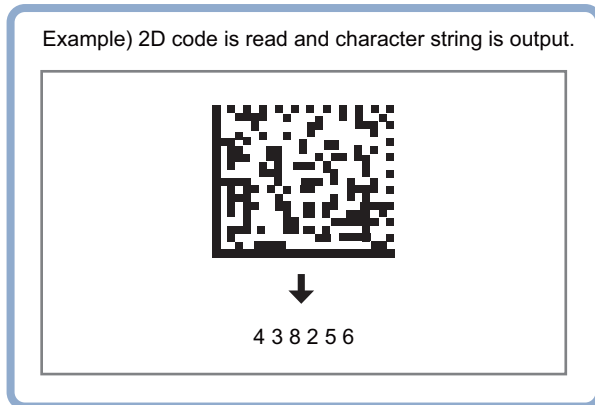 Example) 2D code is read and character string is output.
4 3 8 2 5 6